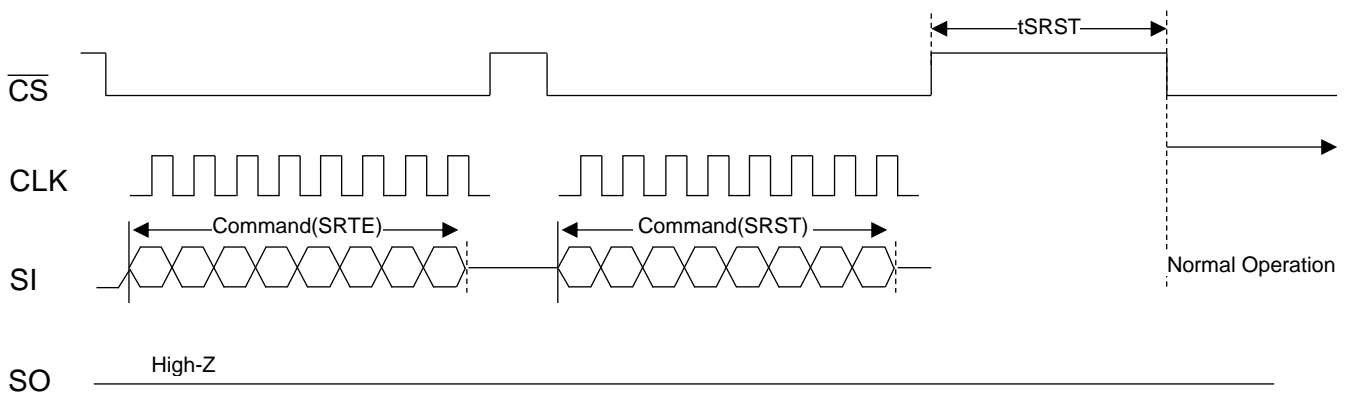 tSRST
CS
CLK
Command(SRTE)
Command(SRST)
SI
Normal Operation
High-Z
SO